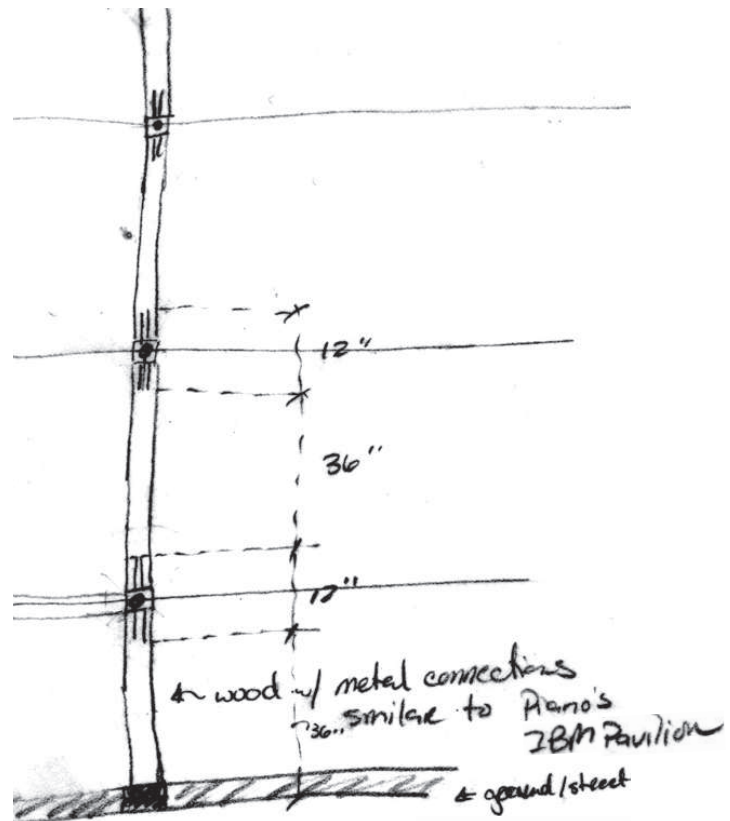 12"
36"
12"
wood w/ metal connections
36" similar to Piano's
IBM Pavilion
ground/street